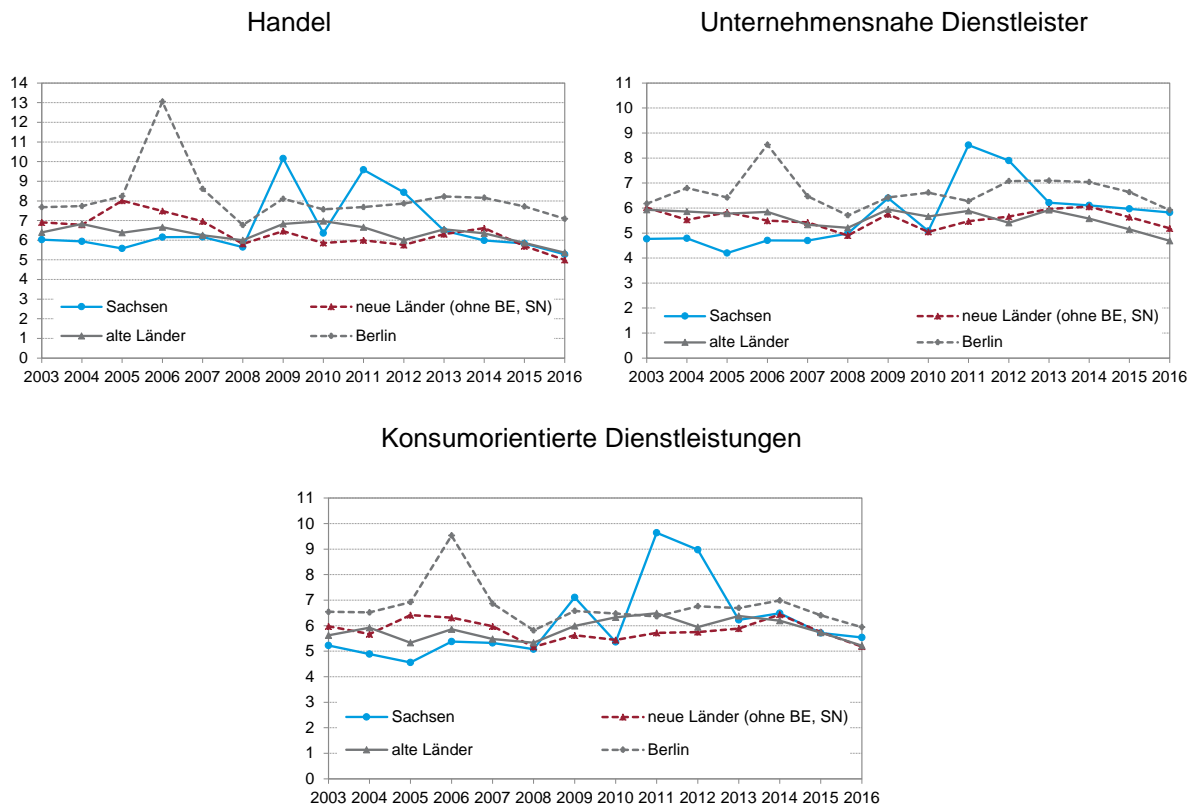 Handel
14
13
12
11
10
9
8
7
6
5
4
3
2
1
0
Sachsen
neue Länder (ohne BE, SN)
alte Länder
Berlin
2003 2004 2005 2006 2007 2008 2009 2010 2011 2012 2013 2014 2015 2016
Unternehmensnahe Dienstleister
11
10
9
8
7
6
5
4
3
2
1
0
Sachsen
neue Länder (ohne BE, SN)
alte Länder
Berlin
2003 2004 2005 2006 2007 2008 2009 2010 2011 2012 2013 2014 2015 2016
Konsumorientierte Dienstleistungen
11
10
9
8
7
6
5
4
3
2
1
0
Sachsen
neue Länder (ohne BE, SN)
alte Länder
Berlin
2003 2004 2005 2006 2007 2008 2009 2010 2011 2012 2013 2014 2015 2016